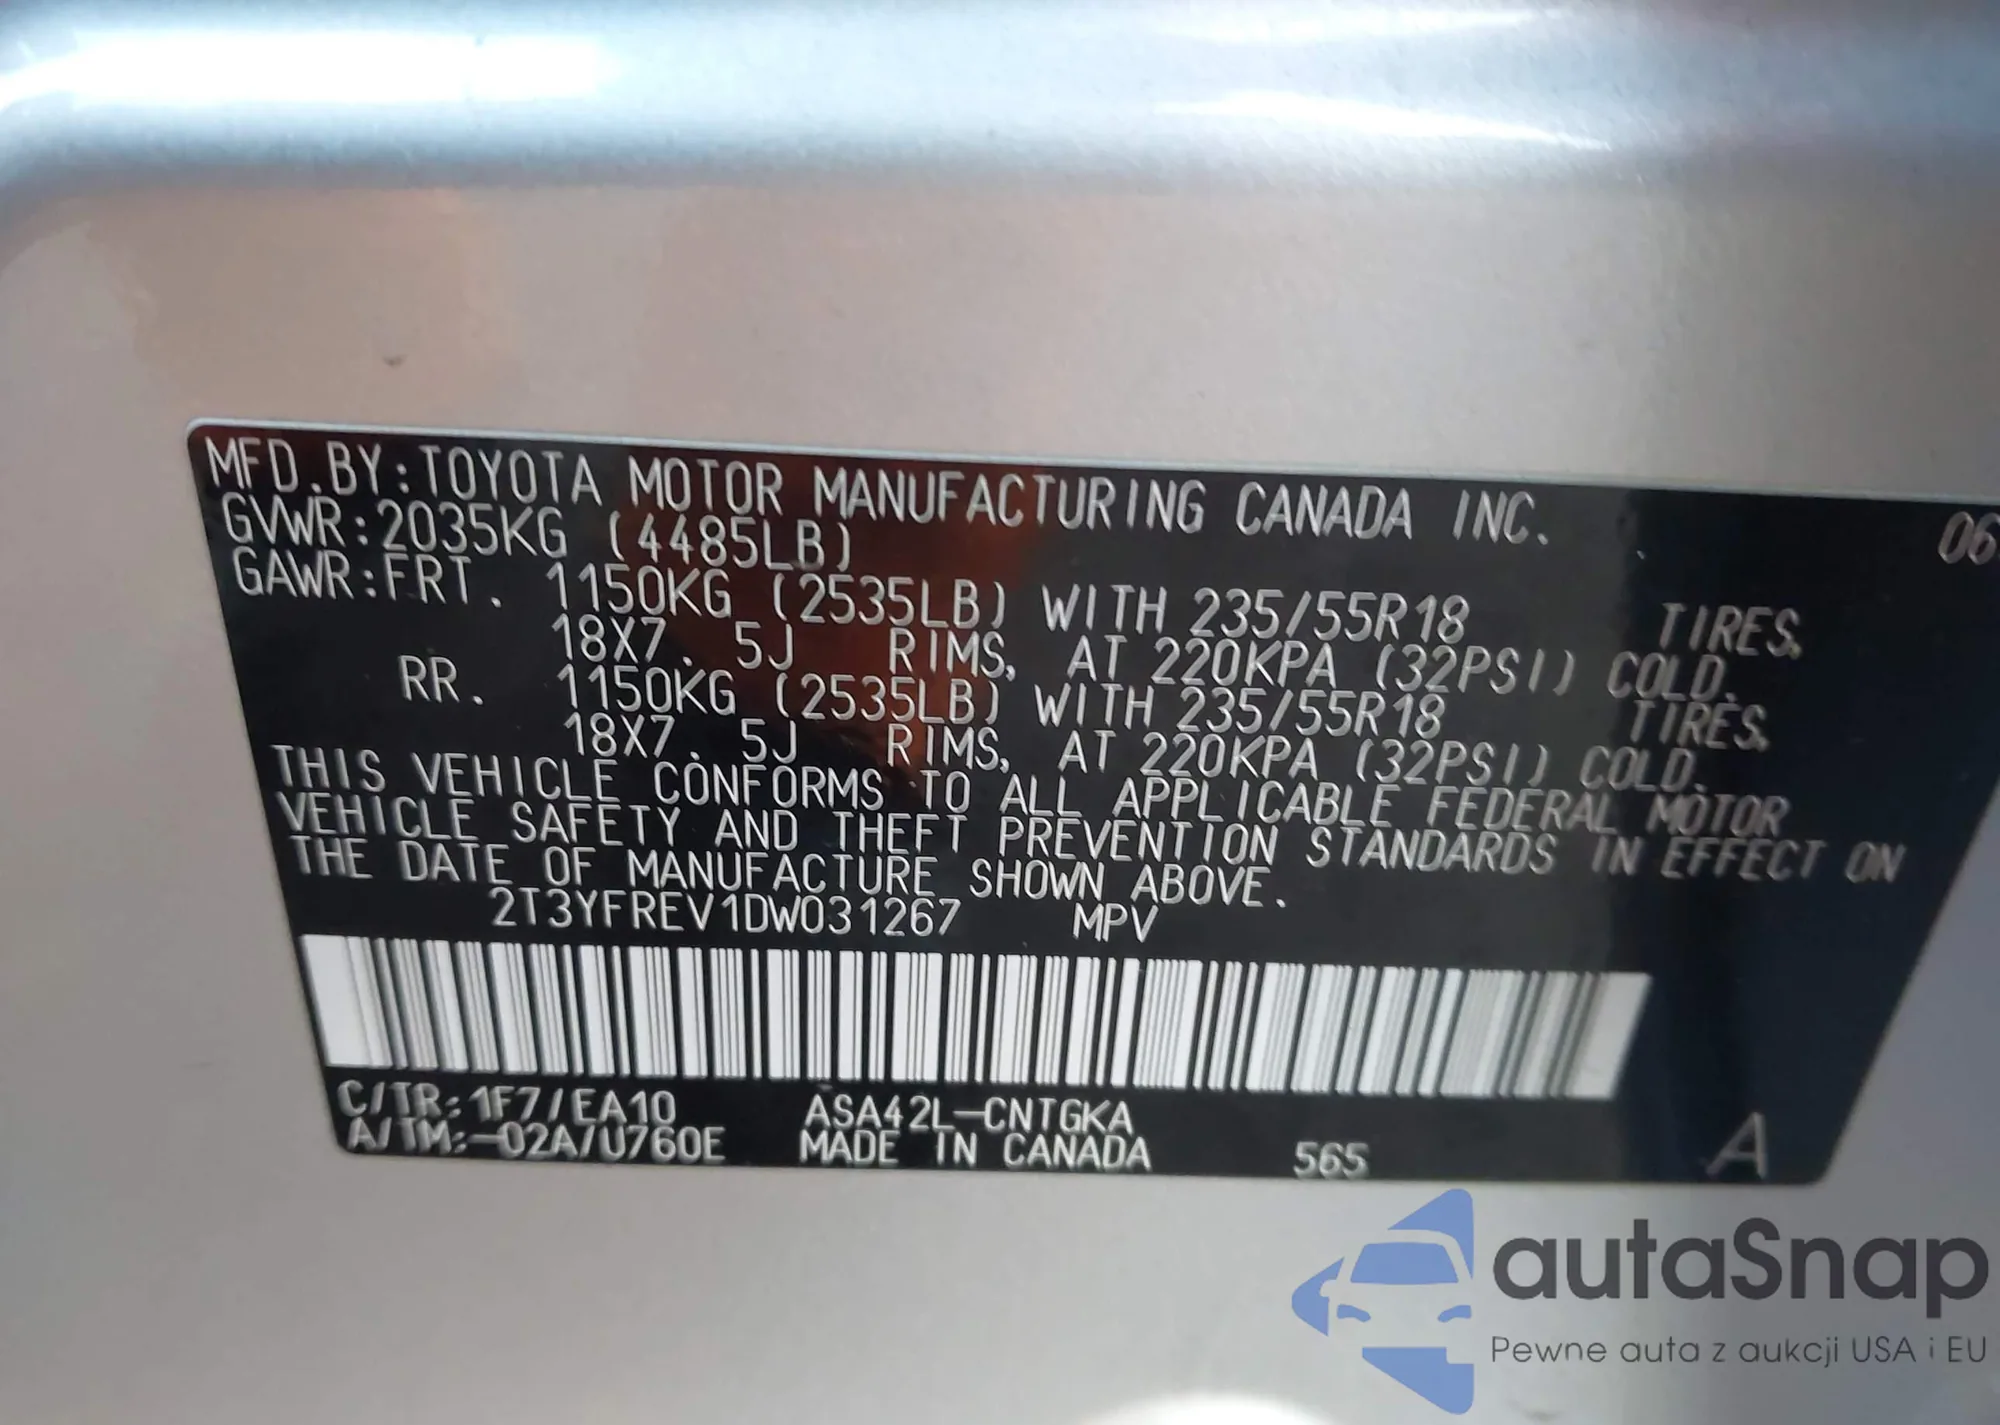 MFD.BY:TOYOTA MOTOR MANUFACTURING CANADA INC. 06
GVWR:2035KG (4485LB)
GAWR:FRT. 1150KG (2535LB) WITH 235/55R18 TIRES,
18X7.5J RIMS, AT 220KPA (32PSI) COLD.
RR. 1150KG (2535LB) WITH 235/55R18 TIRES,
18X7.5J RIMS, AT 220KPA (32PSI) COLD.
THIS VEHICLE CONFORMS TO ALL APPLICABLE FEDERAL MOTOR
VEHICLE SAFETY AND THEFT PREVENTION STANDARDS IN EFFECT ON
THE DATE OF MANUFACTURE SHOWN ABOVE.
2T3YFREV1DW031267 MPV
C/TR:1F7/EA10 ASA42L-CNTGKA
A/TM:-02A/U760E MADE IN CANADA 565 A
autaSnap
Pewne auta z aukcji USA i EU